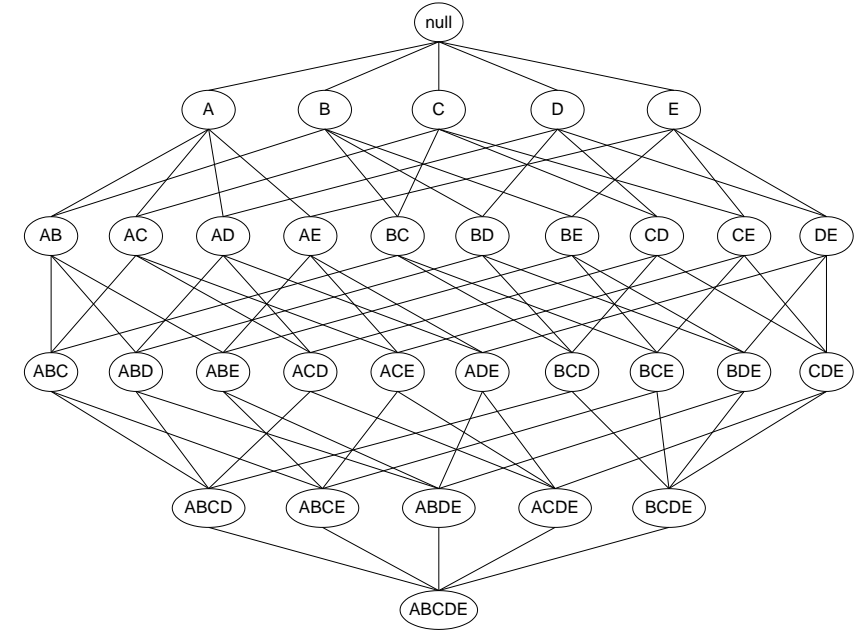 null
A B C D E
AB AC AD AE BC BD BE CD CE DE
ABC ABD ABE ACD ACE ADE BCD BCE BDE CDE
ABCD ABCE ABDE ACDE BCDE
ABCDE